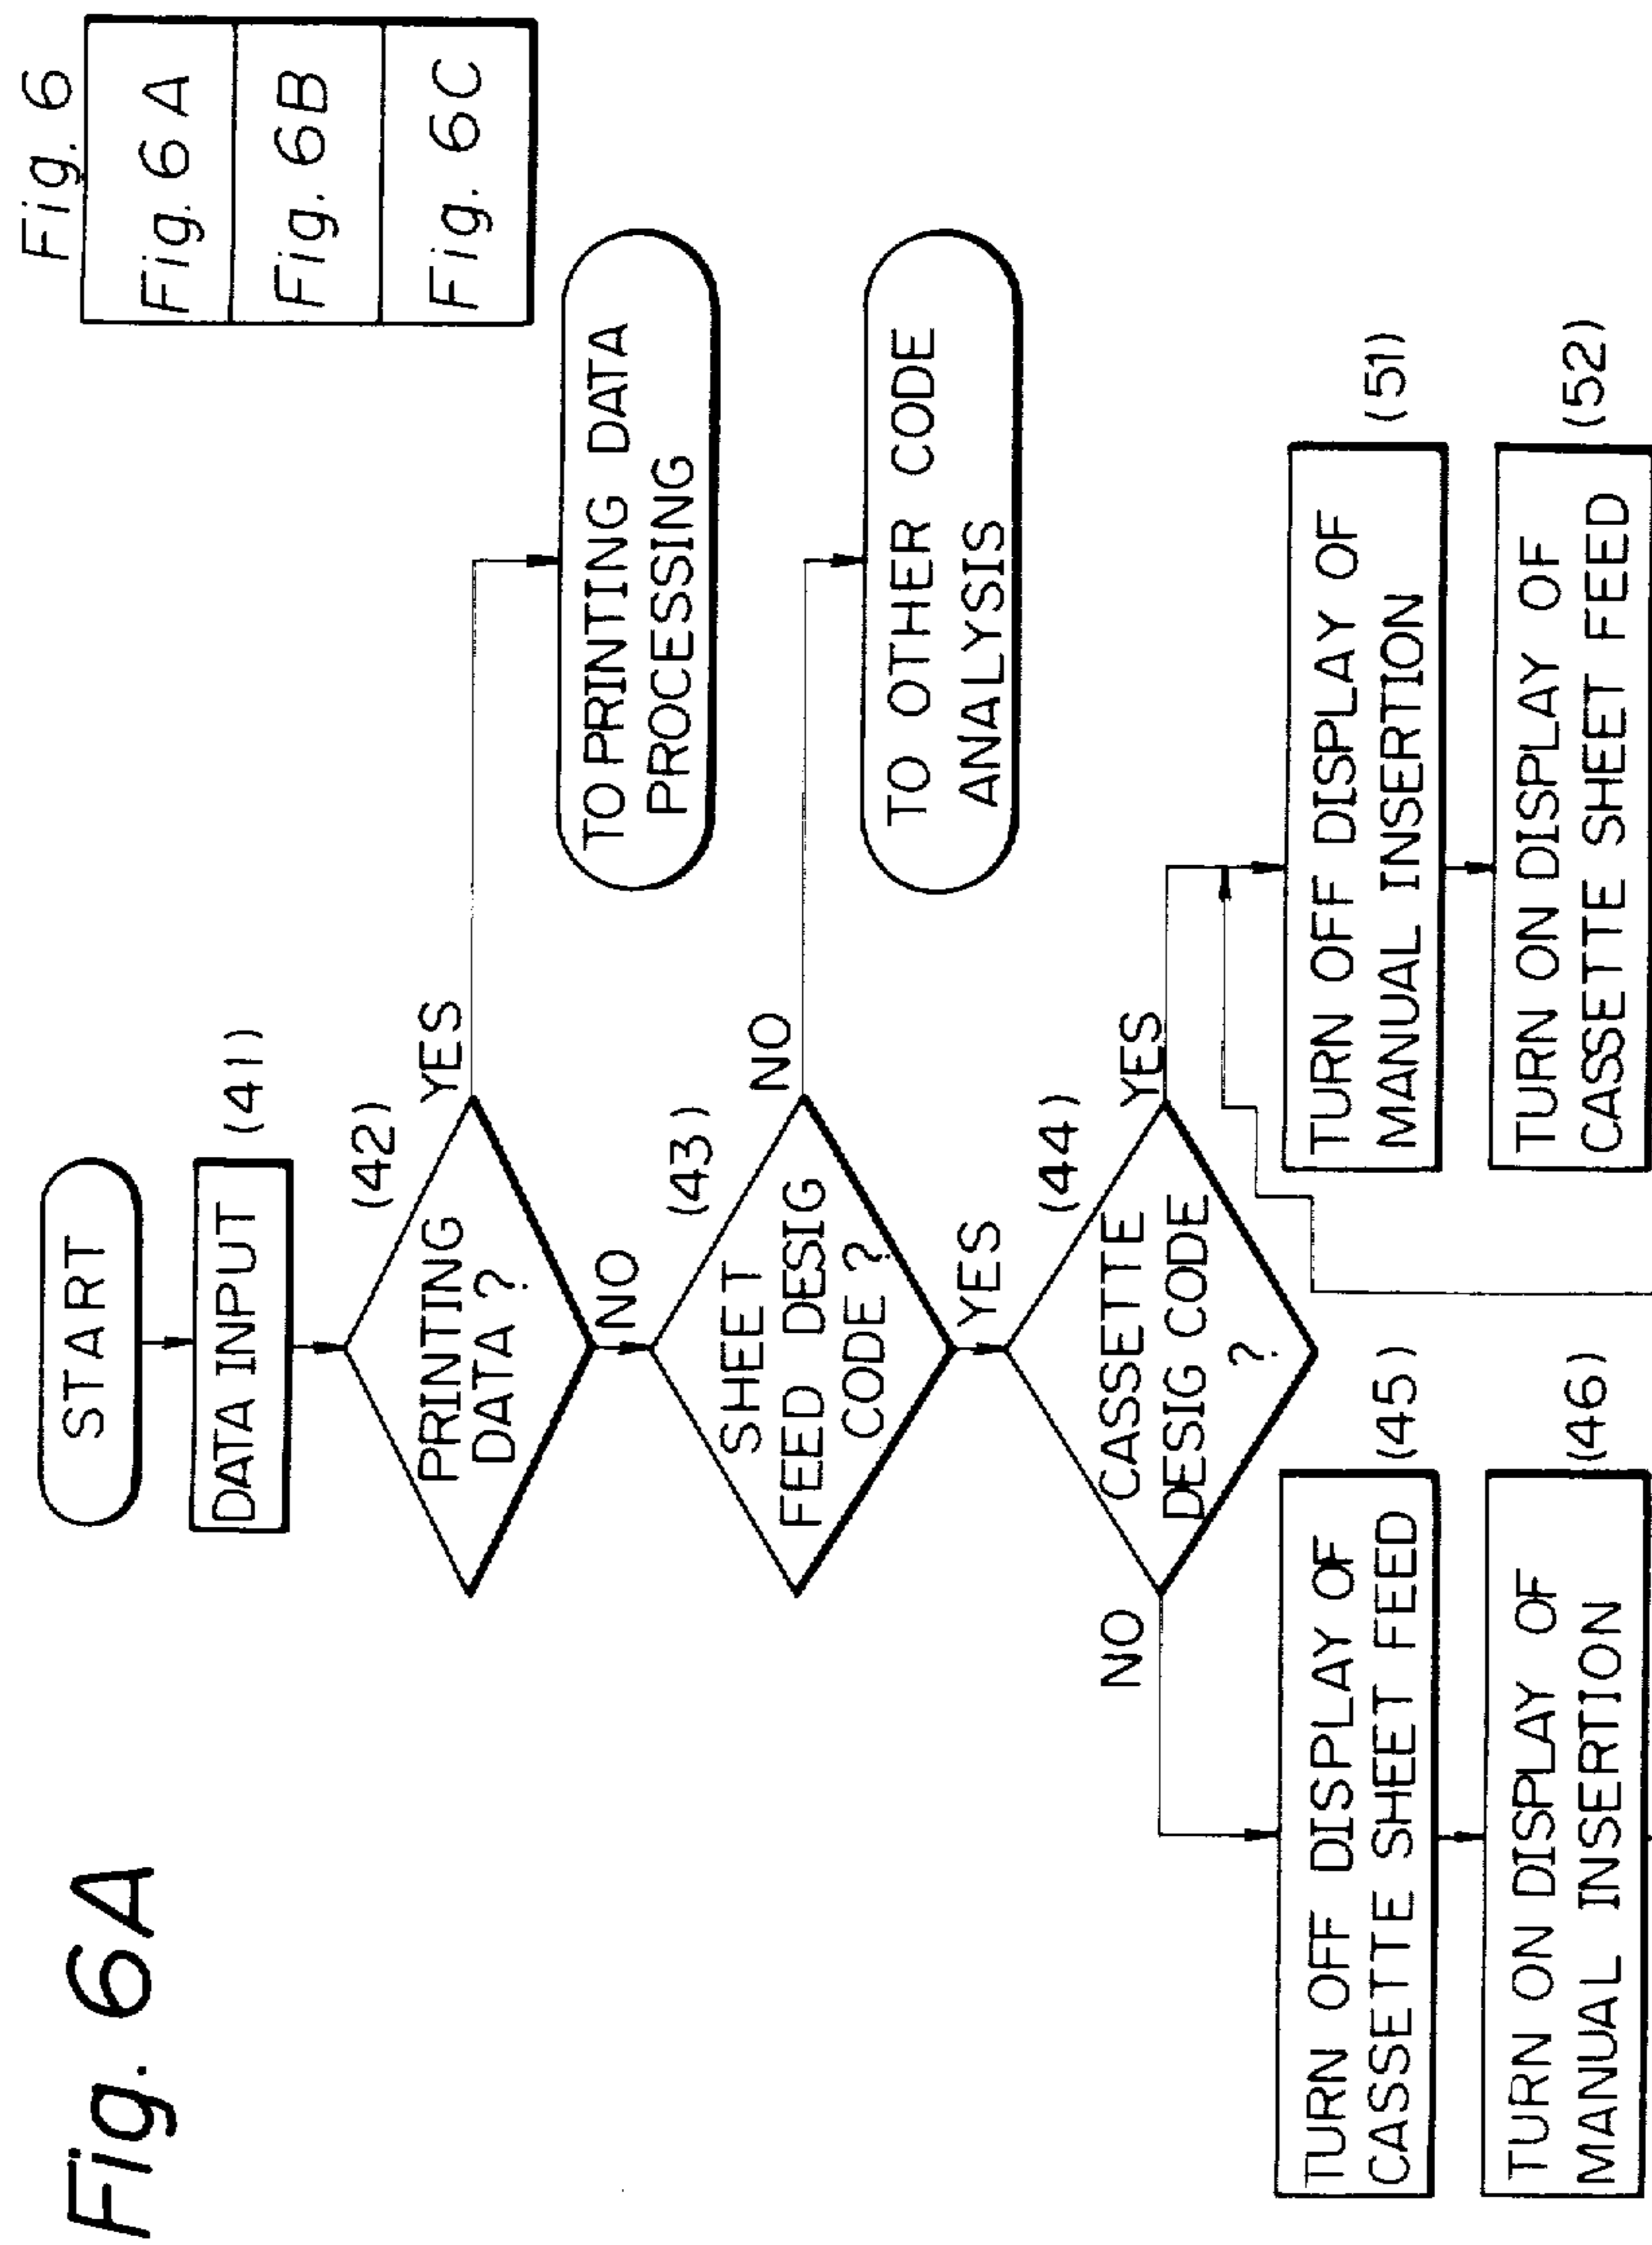 Fig. 6A
Fig. 6
Fig. 6A
Fig. 6B
Fig. 6C
START
DATA INPUT
(41)
(42)
PRINTING
DATA ?
YES
TO PRINTING DATA
PROCESSING
NO
(43)
SHEET
FEED DESIG
CODE ?
NO
TO OTHER CODE
ANALYSIS
YES
(44)
CASSETTE
DESIG CODE
?
NO
YES
TURN OFF DISPLAY OF
CASSETTE SHEET FEED
(45)
TURN ON DISPLAY OF
MANUAL INSERTION
(46)
TURN OFF DISPLAY OF
MANUAL INSERTION
(51)
TURN ON DISPLAY OF
CASSETTE SHEET FEED
(52)